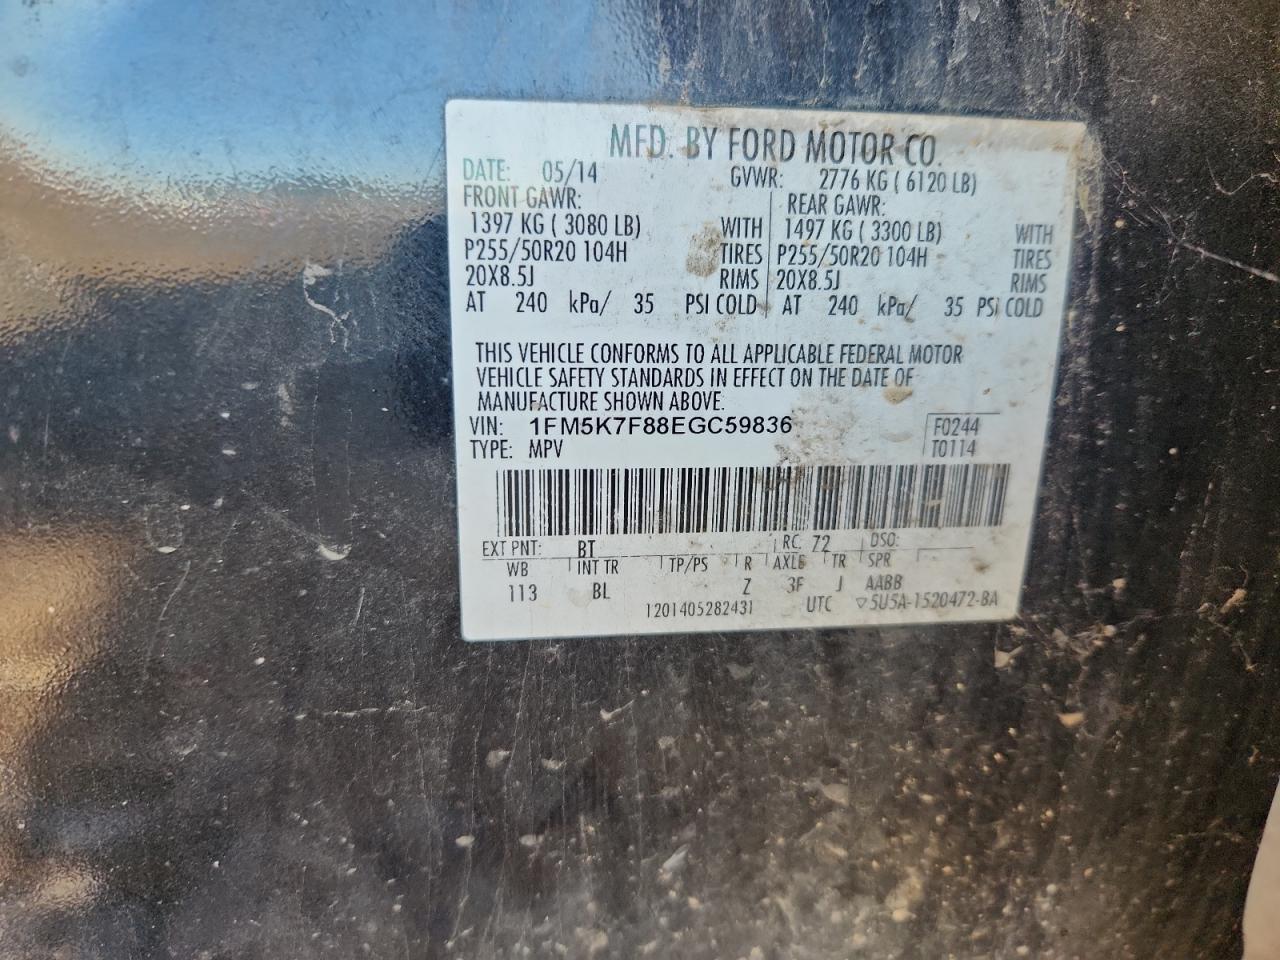 MFD. BY FORD MOTOR CO.
DATE: 05/14 GVWR: 2776 KG ( 6120 LB)
FRONT GAWR: REAR GAWR:
1397 KG ( 3080 LB) WITH 1497 KG ( 3300 LB) WITH
P255/50R20 104H TIRES P255/50R20 104H TIRES
20X8.5J RIMS 20X8.5J RIMS
AT 240 kPa/ 35 PSI COLD AT 240 kPa/ 35 PSI COLD
THIS VEHICLE CONFORMS TO ALL APPLICABLE FEDERAL MOTOR
VEHICLE SAFETY STANDARDS IN EFFECT ON THE DATE OF
MANUFACTURE SHOWN ABOVE.
VIN: 1FM5K7F88EGC59836 F0244
TYPE: MPV T0114
EXT PNT: BT RC: 72 DSO:
WB INT TR TP/PS R AXLE TR SPR
113 BL Z 3F J AABB
1201405282431 UTC ▽5U5A-1520472-BA